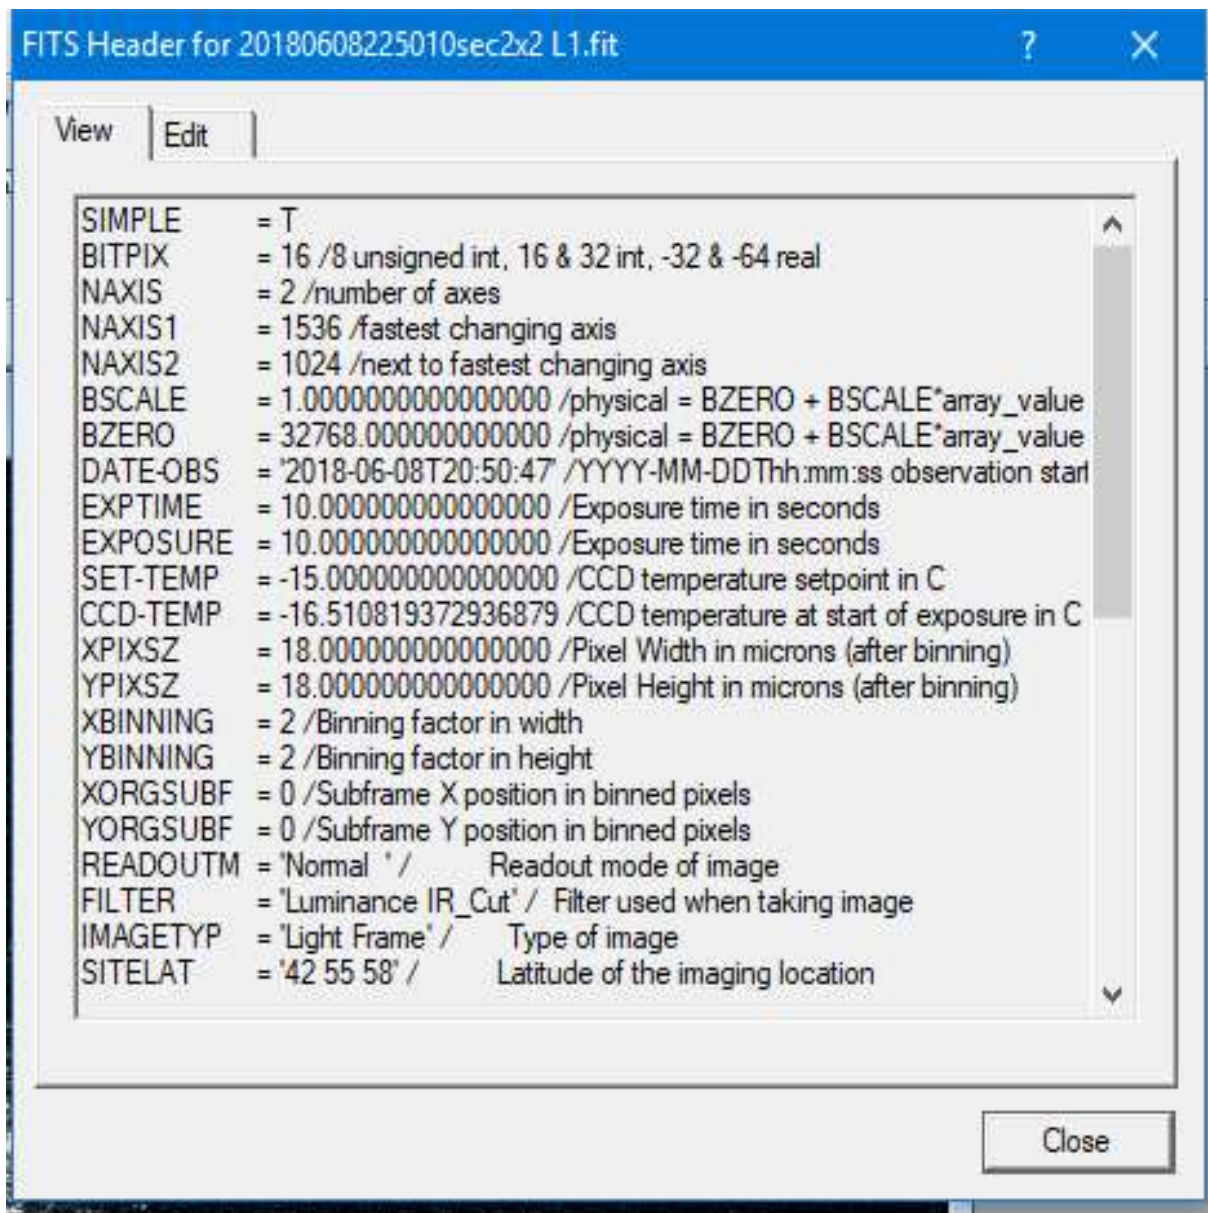 FITS Header for 20180608225010sec2x2 L1.fit ? ✕
View Edit
SIMPLE = T
BITPIX = 16 /8 unsigned int, 16 & 32 int, -32 & -64 real
NAXIS = 2 /number of axes
NAXIS1 = 1536 /fastest changing axis
NAXIS2 = 1024 /next to fastest changing axis
BSCALE = 1.0000000000000000 /physical = BZERO + BSCALE*array_value
BZERO = 32768.000000000000 /physical = BZERO + BSCALE*array_value
DATE-OBS = '2018-06-08T20:50:47' /YYYY-MM-DDThh:mm:ss observation start
EXPTIME = 10.000000000000000 /Exposure time in seconds
EXPOSURE = 10.000000000000000 /Exposure time in seconds
SET-TEMP = -15.000000000000000 /CCD temperature setpoint in C
CCD-TEMP = -16.510819372936879 /CCD temperature at start of exposure in C
XPIXSZ = 18.000000000000000 /Pixel Width in microns (after binning)
YPIXSZ = 18.000000000000000 /Pixel Height in microns (after binning)
XBINNING = 2 /Binning factor in width
YBINNING = 2 /Binning factor in height
XORGSUBF = 0 /Subframe X position in binned pixels
YORGSUBF = 0 /Subframe Y position in binned pixels
READOUTM = 'Normal ' / Readout mode of image
FILTER = 'Luminance IR_Cut' / Filter used when taking image
IMAGETYP = 'Light Frame' / Type of image
SITELAT = '42 55 58' / Latitude of the imaging location
Close